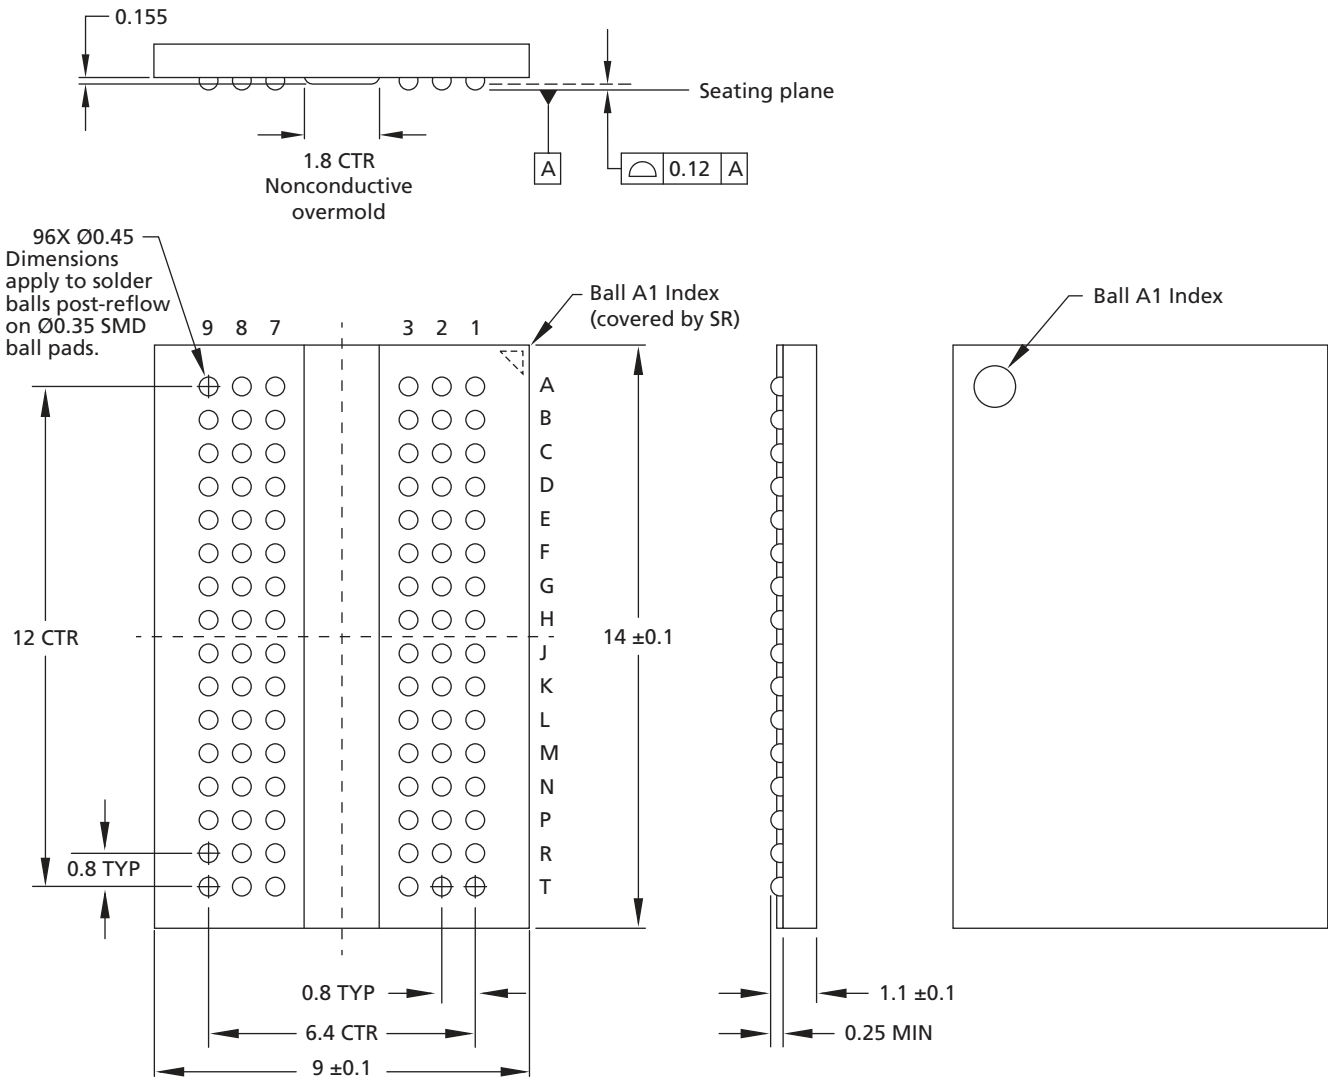 0.155
Seating plane
1.8 CTR
Nonconductive
overmold
A
0.12 A
96X Ø0.45
Dimensions
apply to solder
balls post-reflow
on Ø0.35 SMD
ball pads.
Ball A1 Index
(covered by SR)
Ball A1 Index
9 8 7 3 2 1
A
B
C
D
E
F
G
H
12 CTR
14 ±0.1
J
K
L
M
N
P
R
0.8 TYP
T
0.8 TYP
1.1 ±0.1
6.4 CTR
0.25 MIN
9 ±0.1